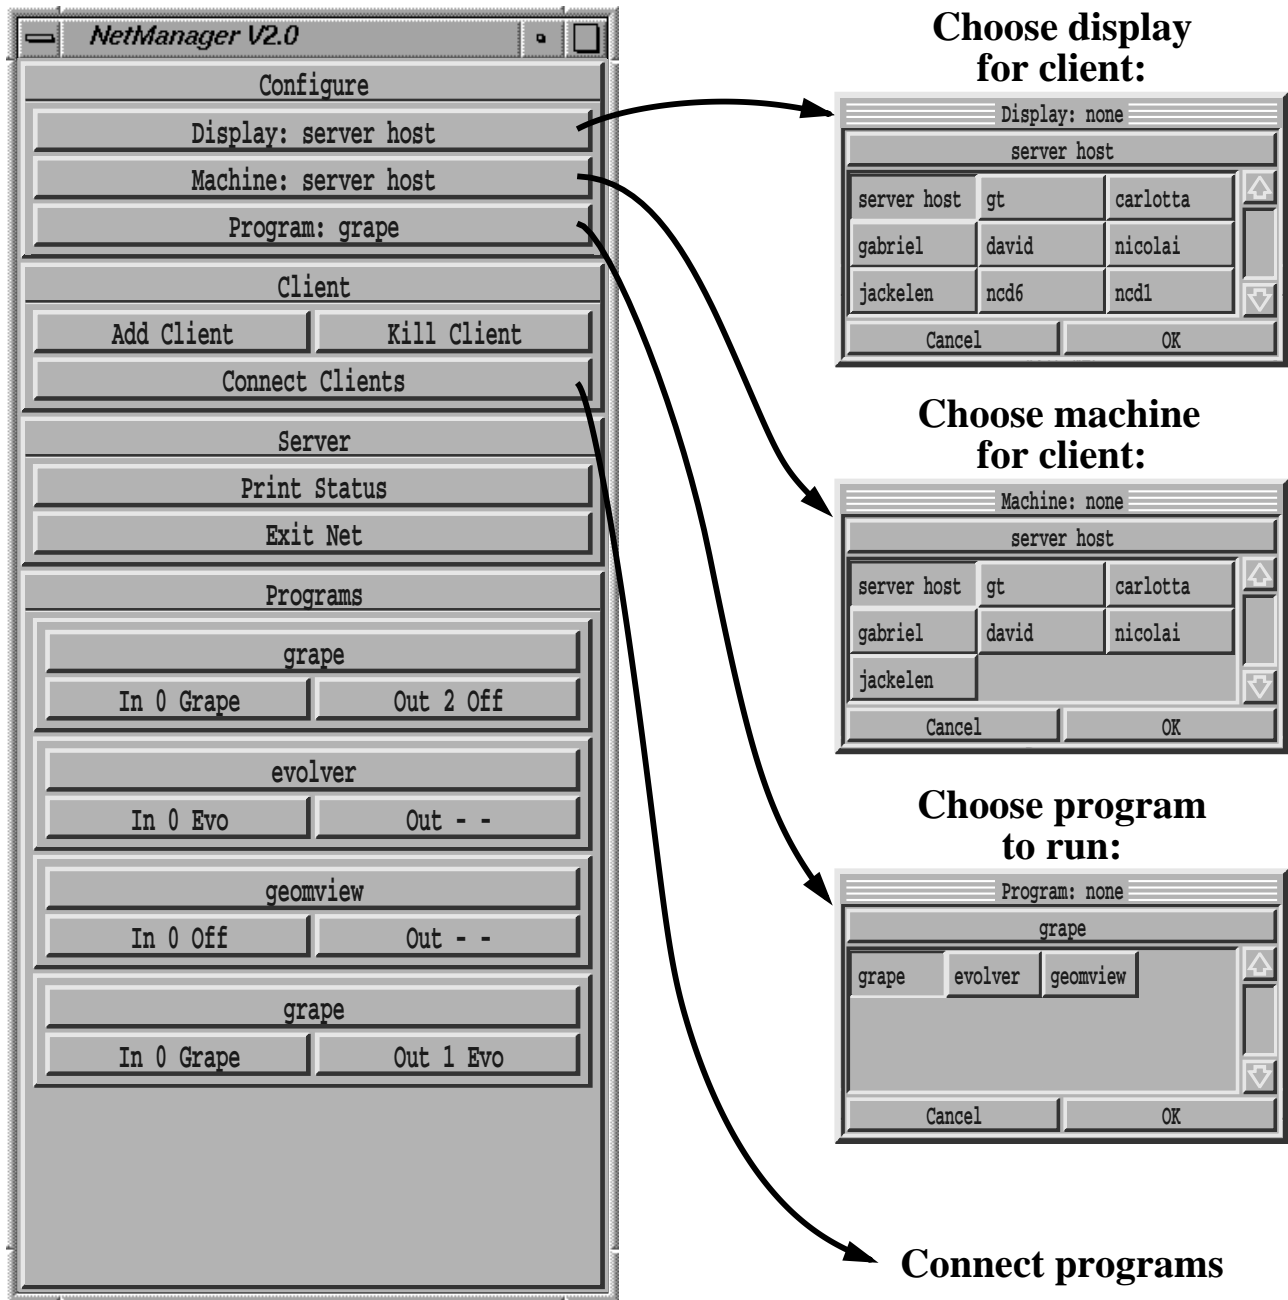 NetManager V2.0
Configure
Display: server host
Machine: server host
Program: grape
Client
Add Client Kill Client
Connect Clients
Server
Print Status
Exit Net
Programs
grape
In 0 Grape Out 2 Off
evolver
In 0 Evo Out - -
geomview
In 0 Off Out - -
grape
In 0 Grape Out 1 Evo
Choose display
for client:
Display: none
server host
server host gt carlotta
gabriel david nicolai
jackelen ncd6 ncd1
Cancel OK
Choose machine
for client:
Machine: none
server host
server host gt carlotta
gabriel david nicolai
jackelen
Cancel OK
Choose program
to run:
Program: none
grape
grape evolver geomview
Cancel OK
Connect programs